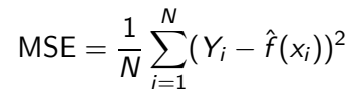 MSE = \frac{1}{N} \sum_{i=1}^{N} (Y_i - \hat{f}(x_i))^2